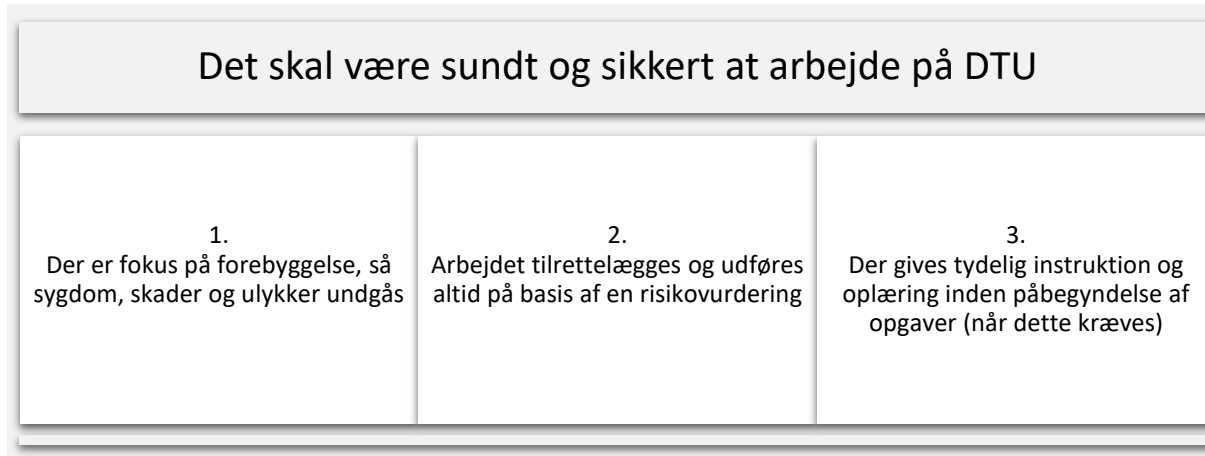 Det skal være sundt og sikkert at arbejde på DTU
1.
Der er fokus på forebyggelse, så
sygdom, skader og ulykker undgås
2.
Arbejdet tilrettelægges og udføres
altid på basis af en risikovurdering
3.
Der gives tydelig instruktion og
oplæring inden påbegyndelse af
opgaver (når dette kræves)